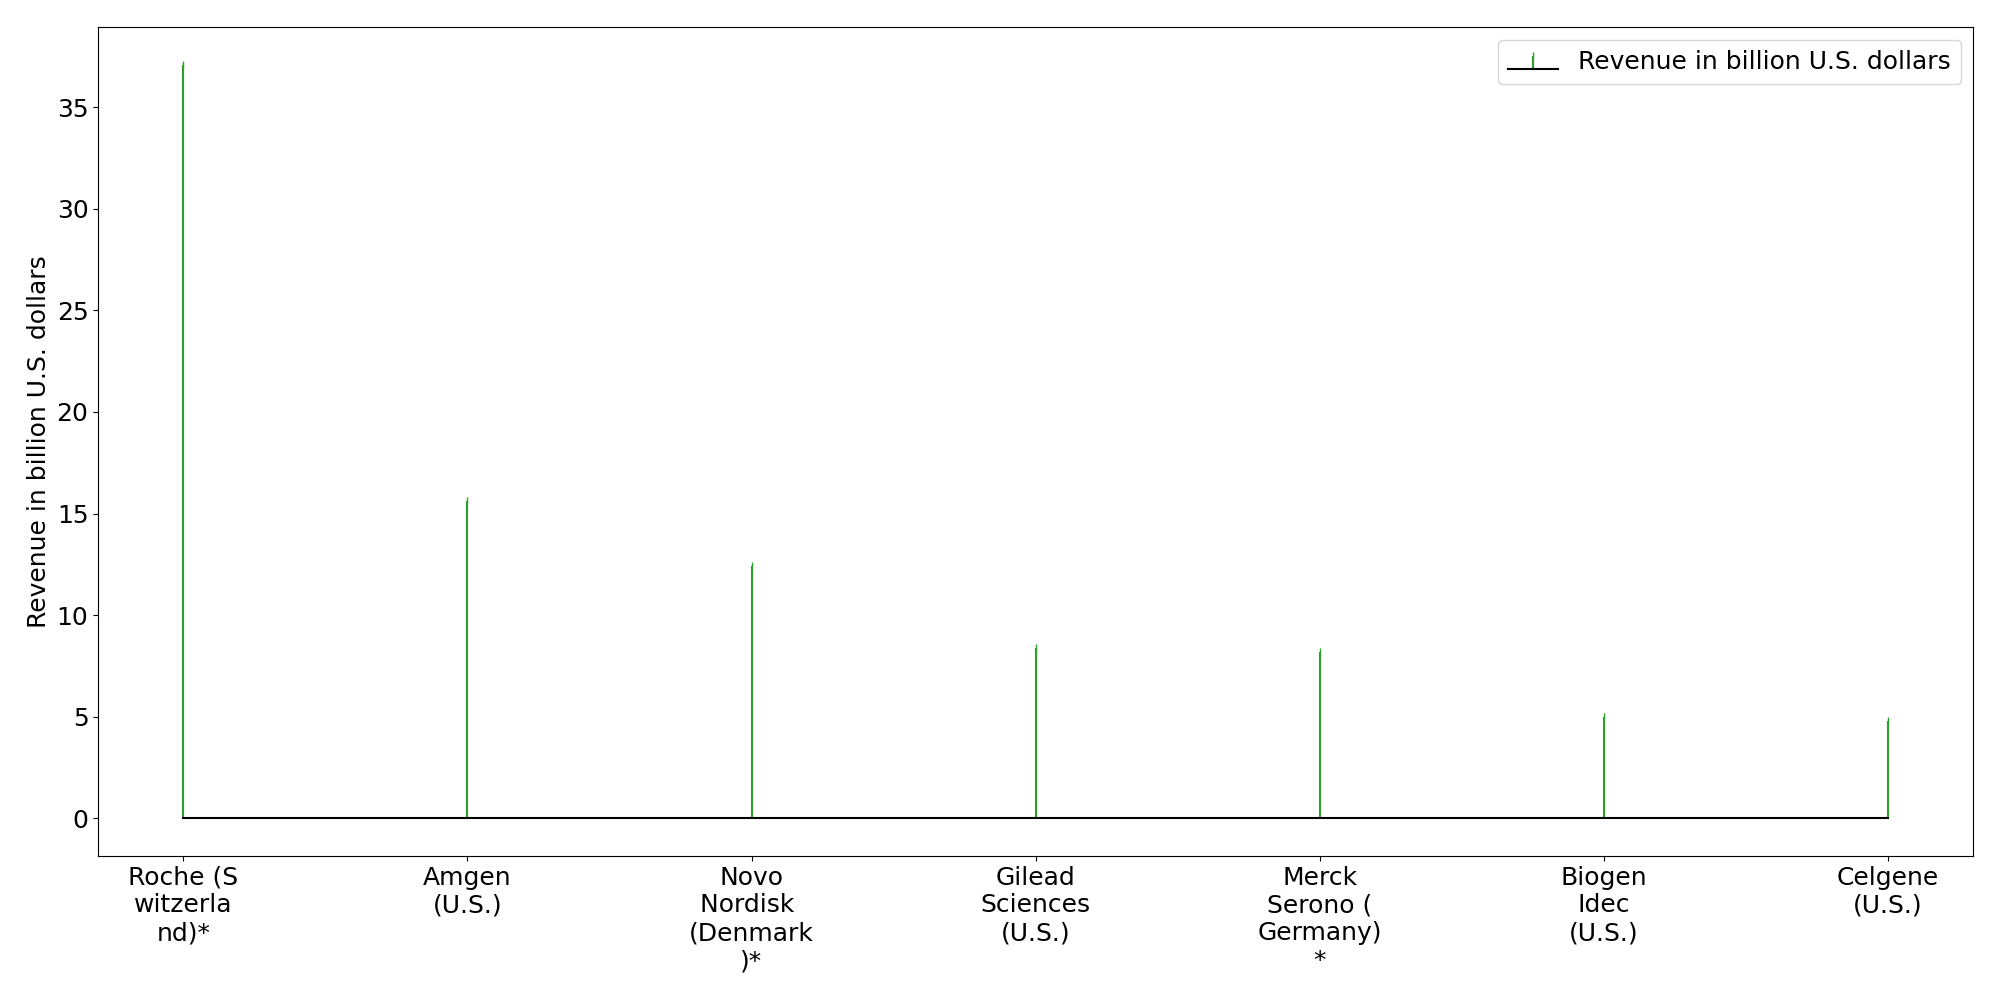 Revenue in billion U.S. dollars
Revenue in billion U.S. dollars
35
30
25
20
15
10
5
0
Roche (S
witzerla
nd)*
Amgen
(U.S.)
Novo
Nordisk
(Denmark
)*
Gilead
Sciences
(U.S.)
Merck
Serono (
Germany)
*
Biogen
Idec
(U.S.)
Celgene
(U.S.)